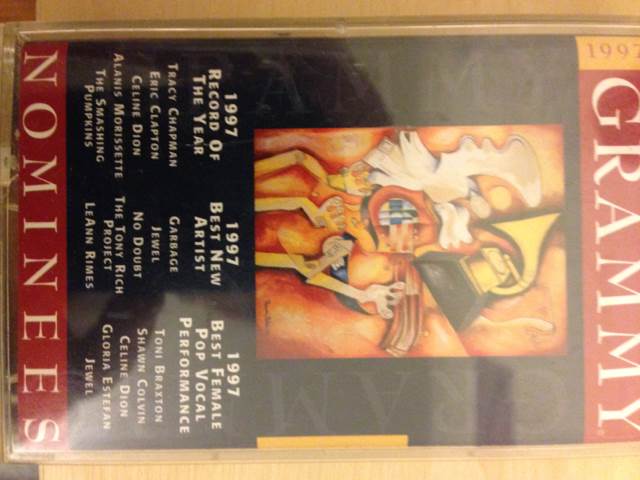 1997
GRAMMY
GRAMMY
GRAM
1997
RECORD OF
THE YEAR
TRACY CHAPMAN
ERIC CLAPTON
CELINE DION
ALANIS MORISSETTE
THE SMASHING
PUMPKINS
1997
BEST NEW
ARTIST
GARBAGE
JEWEL
NO DOUBT
THE TONY RICH
PROJECT
LEANN RIMES
1997
BEST FEMALE
POP VOCAL
PERFORMANCE
TONI BRAXTON
SHAWN COLVIN
CELINE DION
GLORIA ESTEFAN
JEWEL
NOMINEES